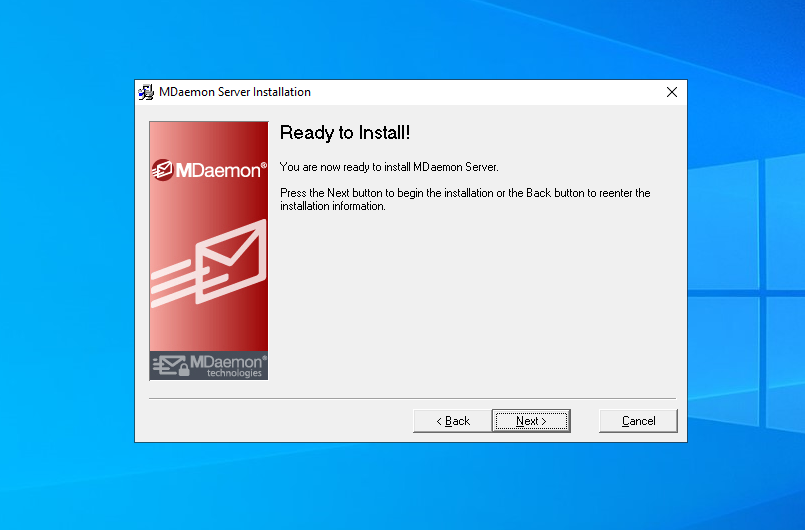 MDaemon Server Installation
Ready to Install!
MDaemon®
You are now ready to install MDaemon Server.
Press the Next button to begin the installation or the Back button to reenter the
installation information.
MDaemon®
technologies
< Back
Next >
Cancel